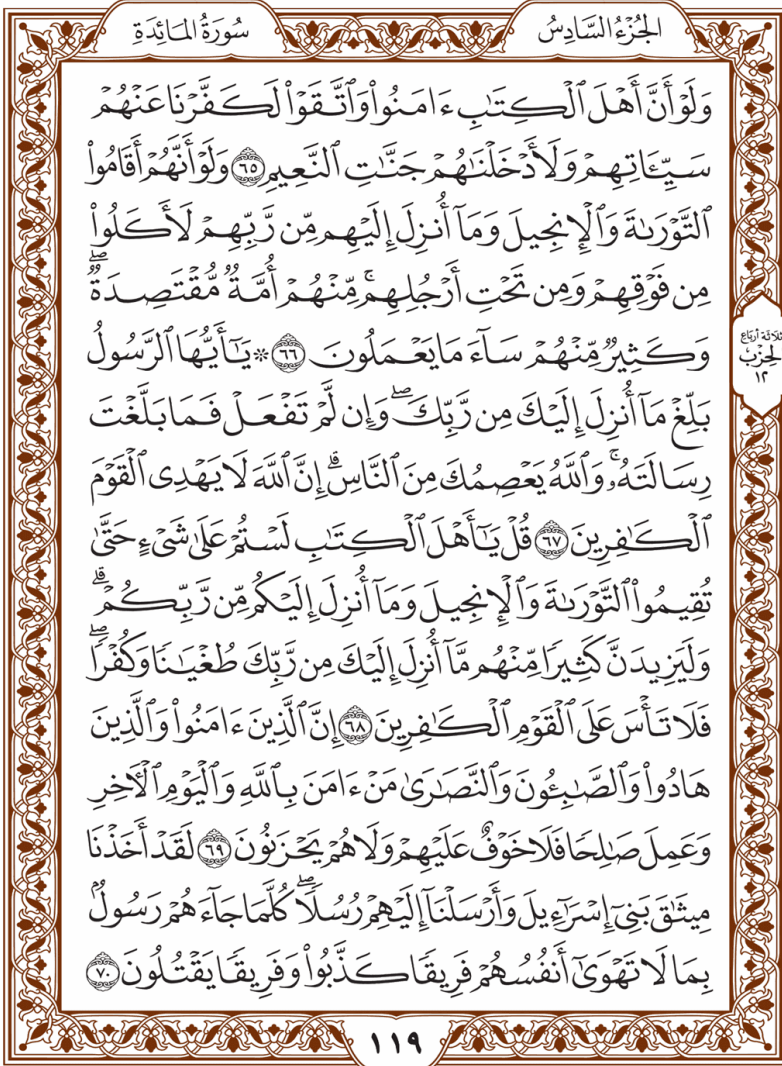 الجُزْءُ السَّادِسُ
سُورَةُ المَائِدَةِ
وَلَوْ أَنَّ أَهْلَ ٱلْكِتَٰبِ ءَامَنُوا۟ وَٱتَّقَوْا۟ لَكَفَّرْنَا عَنْهُمْ
سَيِّـَٔاتِهِمْ وَلَأَدْخَلْنَٰهُمْ جَنَّٰتِ ٱلنَّعِيمِ ٦٥ وَلَوْ أَنَّهُمْ أَقَامُوا۟
ٱلتَّوْرَىٰةَ وَٱلْإِنجِيلَ وَمَآ أُنزِلَ إِلَيْهِم مِّن رَّبِّهِمْ لَأَكَلُوا۟
مِن فَوْقِهِمْ وَمِن تَحْتِ أَرْجُلِهِمۚ مِّنْهُمْ أُمَّةٌ مُّقْتَصِدَةٌۖ
وَكَثِيرٌ مِّنْهُمْ سَآءَ مَا يَعْمَلُونَ ٦٦ ۞ يَٰٓأَيُّهَا ٱلرَّسُولُ
ثلاثة أرباع
الحزب
١٢
بَلِّغْ مَآ أُنزِلَ إِلَيْكَ مِن رَّبِّكَۖ وَإِن لَّمْ تَفْعَلْ فَمَا بَلَّغْتَ
رِسَالَتَهُۥۚ وَٱللَّهُ يَعْصِمُكَ مِنَ ٱلنَّاسِۗ إِنَّ ٱللَّهَ لَا يَهْدِى ٱلْقَوْمَ
ٱلْكَٰفِرِينَ ٦٧ قُلْ يَٰٓأَهْلَ ٱلْكِتَٰبِ لَسْتُمْ عَلَىٰ شَىْءٍ حَتَّىٰ
تُقِيمُوا۟ ٱلتَّوْرَىٰةَ وَٱلْإِنجِيلَ وَمَآ أُنزِلَ إِلَيْكُم مِّن رَّبِّكُمْۗ
وَلَيَزِيدَنَّ كَثِيرًا مِّنْهُم مَّآ أُنزِلَ إِلَيْكَ مِن رَّبِّكَ طُغْيَٰنًا وَكُفْرًاۖ
فَلَا تَأْسَ عَلَى ٱلْقَوْمِ ٱلْكَٰفِرِينَ ٦٨ إِنَّ ٱلَّذِينَ ءَامَنُوا۟ وَٱلَّذِينَ
هَادُوا۟ وَٱلصَّٰبِـُٔونَ وَٱلنَّصَٰرَىٰ مَنْ ءَامَنَ بِٱللَّهِ وَٱلْيَوْمِ ٱلْـَٔاخِرِ
وَعَمِلَ صَٰلِحًا فَلَا خَوْفٌ عَلَيْهِمْ وَلَا هُمْ يَحْزَنُونَ ٦٩ لَقَدْ أَخَذْنَا
مِيثَٰقَ بَنِىٓ إِسْرَٰٓءِيلَ وَأَرْسَلْنَآ إِلَيْهِمْ رُسُلًاۖ كُلَّمَا جَآءَهُمْ رَسُولٌۢ
بِمَا لَا تَهْوَىٰٓ أَنفُسُهُمْ فَرِيقًا كَذَّبُوا۟ وَفَرِيقًا يَقْتُلُونَ ٧٠
١١٩